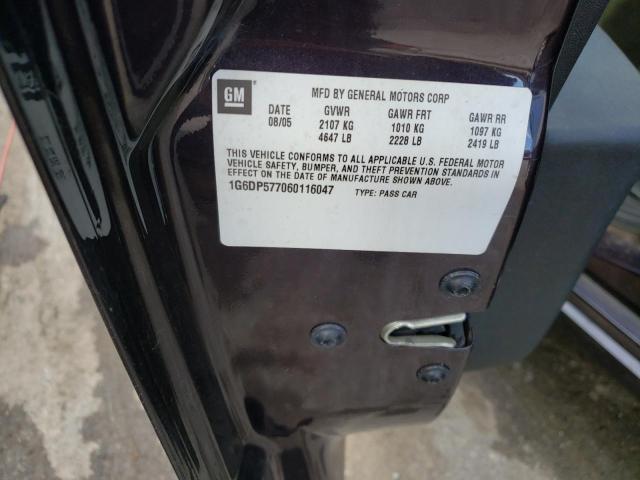 GM
MFD BY GENERAL MOTORS CORP
DATE GVWR GAWR FRT GAWR RR
08/05 2107 KG 1010 KG 1097 KG
4647 LB 2228 LB 2419 LB
THIS VEHICLE CONFORMS TO ALL APPLICABLE U.S. FEDERAL MOTOR
VEHICLE SAFETY, BUMPER, AND THEFT PREVENTION STANDARDS IN
EFFECT ON THE DATE OF MANUFACTURE SHOWN ABOVE.
1G6DP577060116047 TYPE: PASS CAR